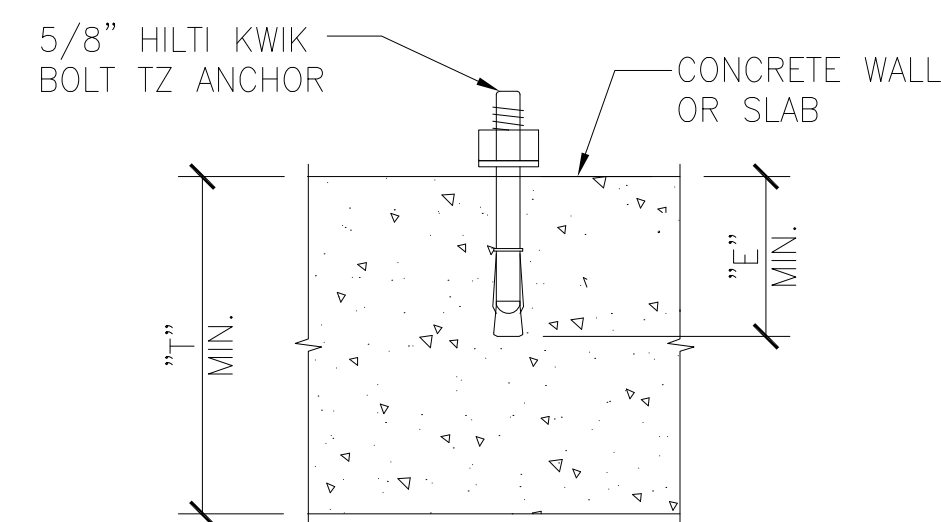 5/8” HILTI KWIK
BOLT TZ ANCHOR
CONCRETE WALL
OR SLAB
”E”
MIN.
”T”
MIN.